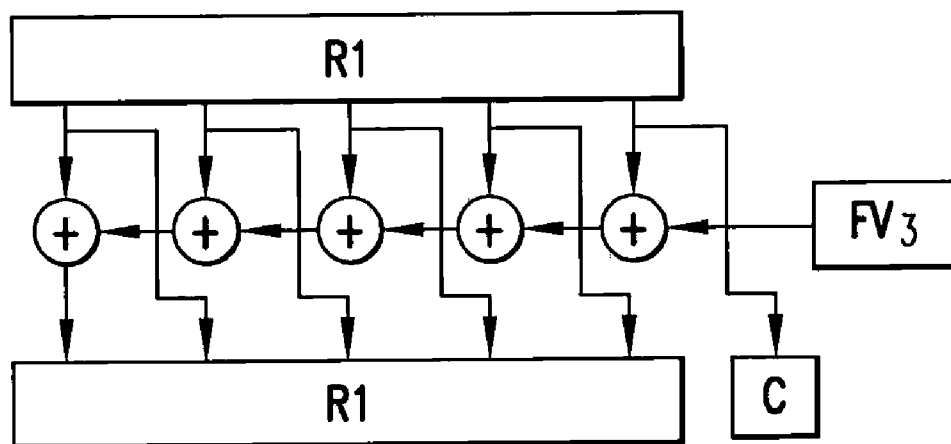 R1
+ + + + +
FV₃
R1
C